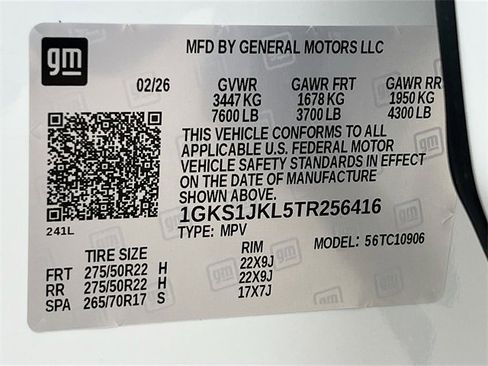 gm
MFD BY GENERAL MOTORS LLC
02/26 GVWR GAWR FRT GAWR RR
3447 KG 1678 KG 1950 KG
7600 LB 3700 LB 4300 LB
THIS VEHICLE CONFORMS TO ALL
APPLICABLE U.S. FEDERAL MOTOR
VEHICLE SAFETY STANDARDS IN EFFECT
ON THE DATE OF MANUFACTURE
SHOWN ABOVE.
241L
1GKS1JKL5TR256416
TYPE: MPV MODEL: 56TC10906
TIRE SIZE RIM
FRT 275/50R22 H 22X9J
RR 275/50R22 H 22X9J
SPA 265/70R17 S 17X7J